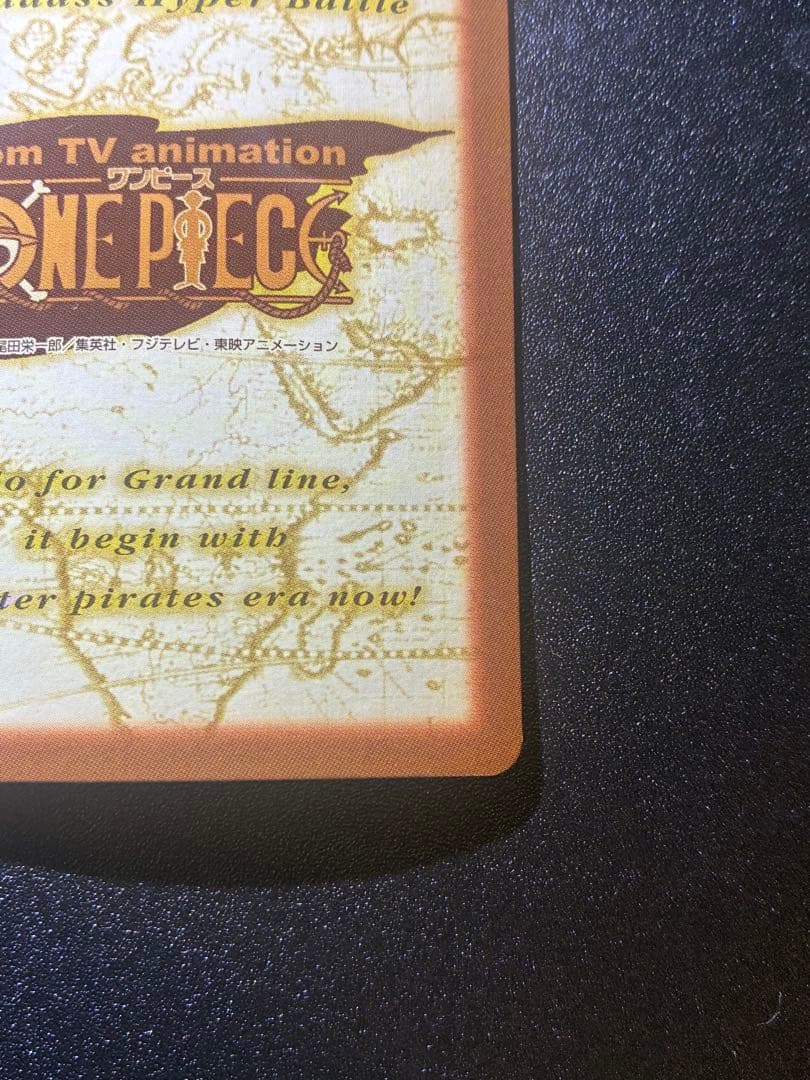 Hyper Battle
om TV animation
ワンピース
ONE PIECE
尾田栄一郎／集英社・フジテレビ・東映アニメーション
o for Grand line,
it begin with
ter pirates era now!